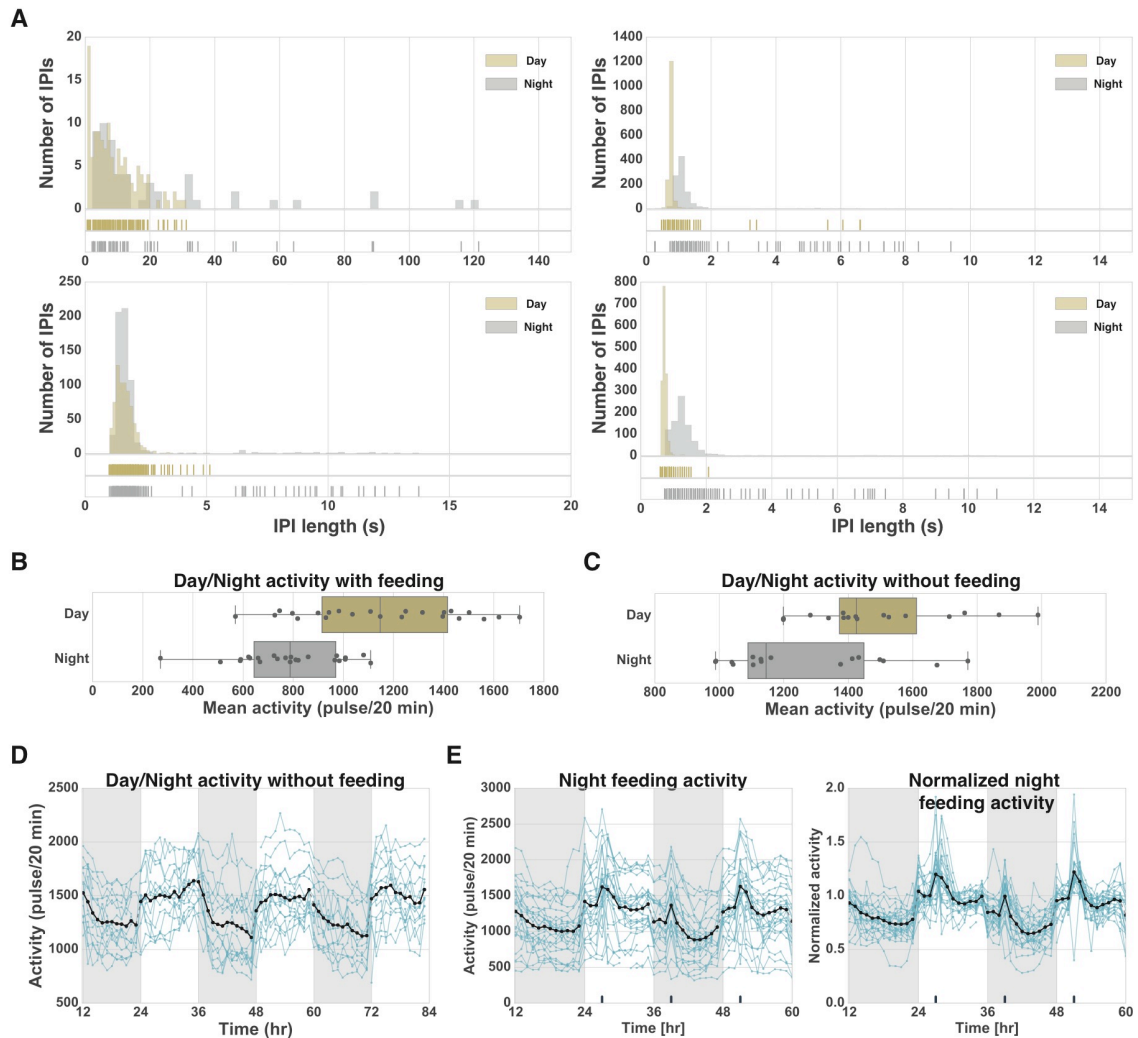 A
Number of IPIs
20
15
10
5
0
Day
Night
0 20 40 60 80 100 120 140
Number of IPIs
1400
1200
1000
800
600
400
200
0
Day
Night
0 2 4 6 8 10 12 14
Number of IPIs
250
200
150
100
50
0
Day
Night
0 5 10 15 20
IPI length (s)
Number of IPIs
800
700
600
500
400
300
200
100
0
Day
Night
0 2 4 6 8 10 12 14
IPI length (s)
B
Day/Night activity with feeding
Day
Night
0 200 400 600 800 1000 1200 1400 1600 1800
Mean activity (pulse/20 min)
C
Day/Night activity without feeding
Day
Night
800 1000 1200 1400 1600 1800 2000 2200
Mean activity (pulse/20 min)
D
Day/Night activity without feeding
Activity (pulse/20 min)
2500
2000
1500
1000
500
12 24 36 48 60 72 84
Time (hr)
E
Night feeding activity
Activity (pulse/20 min)
3000
2500
2000
1500
1000
500
0
12 24 36 48 60
Time [hr]
Normalized night
feeding activity
Normalized activity
2.0
1.5
1.0
0.5
0.0
12 24 36 48 60
Time [hr]